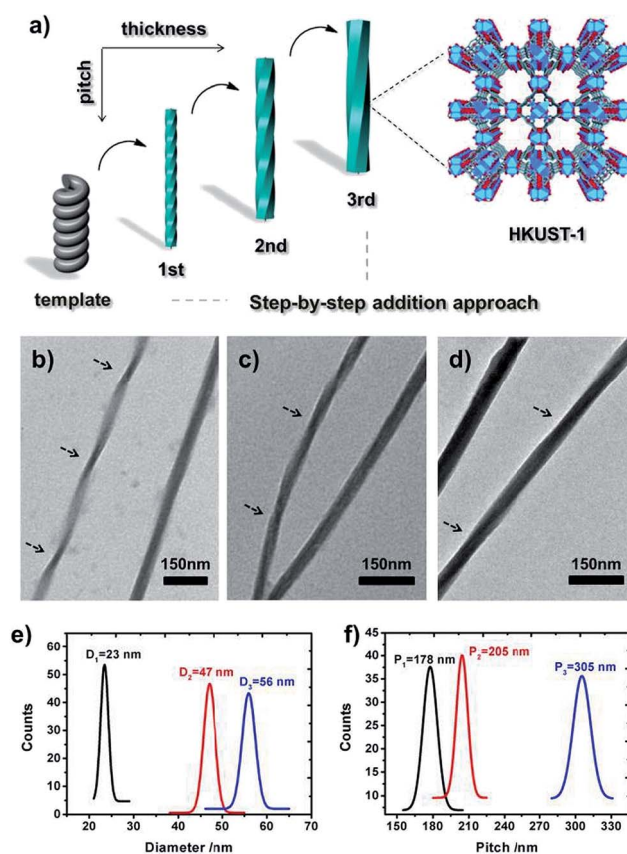 a)
thickness
pitch
template
1st
2nd
3rd
HKUST-1
Step-by-step addition approach
b)
150nm
c)
150nm
d)
150nm
e)
D1=23 nm
D2=47 nm
D3=56 nm
60
50
40
30
20
10
0
Counts
20 30 40 50 60 70
Diameter /nm
f)
P1=178 nm
P2=205 nm
P3=305 nm
45
40
35
30
25
20
15
10
Counts
150 180 210 240 270 300 330
Pitch /nm